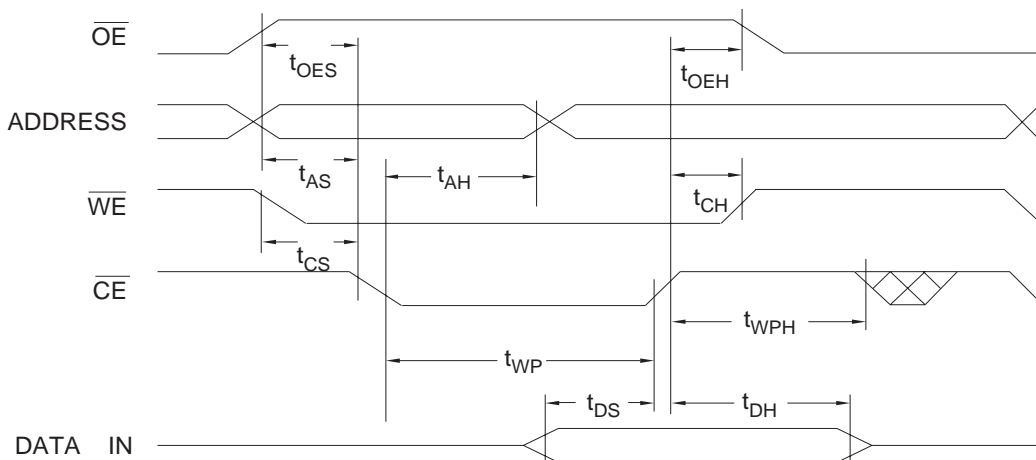 OE
tOES
tOEH
ADDRESS
tAS
tAH
WE
tCH
tCS
CE
tWPH
tWP
tDS
tDH
DATA IN